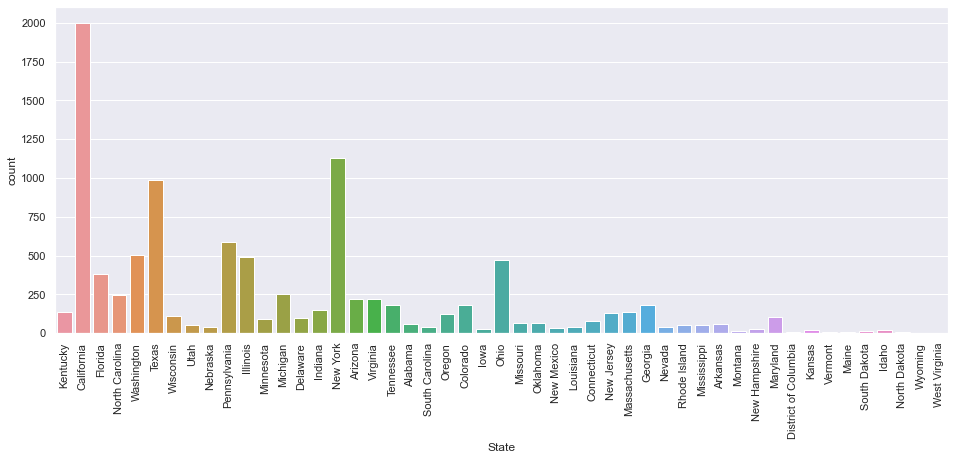 2000
1750
1500
1250
1000
750
500
250
0
count
Kentucky
California
Florida
North Carolina
Washington
Texas
Wisconsin
Utah
Nebraska
Pennsylvania
Illinois
Minnesota
Michigan
Delaware
Indiana
New York
Arizona
Virginia
Tennessee
Alabama
South Carolina
Oregon
Colorado
Iowa
Ohio
Missouri
Oklahoma
New Mexico
Louisiana
Connecticut
New Jersey
Massachusetts
Georgia
Nevada
Rhode Island
Mississippi
Arkansas
Montana
New Hampshire
Maryland
District of Columbia
Kansas
Vermont
Maine
South Dakota
Idaho
North Dakota
Wyoming
West Virginia
State